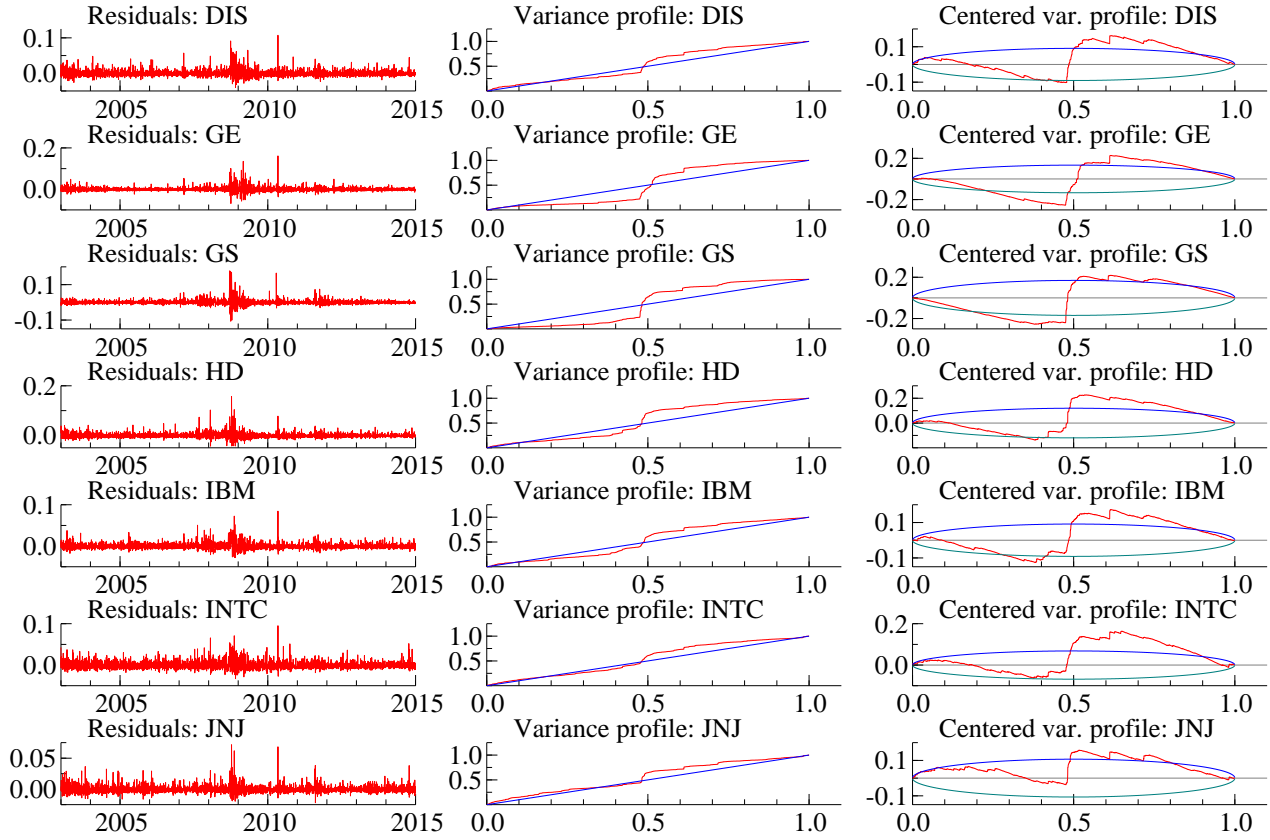 Residuals: DIS Variance profile: DIS Centered var. profile: DIS
0.1 1.0 0.1
0.0 0.5 -0.1
2005 2010 2015 0.0 0.5 1.0 0.0 0.5 1.0
Residuals: GE Variance profile: GE Centered var. profile: GE
0.2 1.0 0.2
0.0 0.5 -0.2
2005 2010 2015 0.0 0.5 1.0 0.0 0.5 1.0
Residuals: GS Variance profile: GS Centered var. profile: GS
0.1 1.0 0.2
-0.1 0.5 -0.2
2005 2010 2015 0.0 0.5 1.0 0.0 0.5 1.0
Residuals: HD Variance profile: HD Centered var. profile: HD
0.2 1.0 0.2
0.0 0.5 0.0
2005 2010 2015 0.0 0.5 1.0 0.0 0.5 1.0
Residuals: IBM Variance profile: IBM Centered var. profile: IBM
0.1 1.0 0.1
0.0 0.5 -0.1
2005 2010 2015 0.0 0.5 1.0 0.0 0.5 1.0
Residuals: INTC Variance profile: INTC Centered var. profile: INTC
0.1 1.0 0.2
0.0 0.5 0.0
2005 2010 2015 0.0 0.5 1.0 0.0 0.5 1.0
Residuals: JNJ Variance profile: JNJ Centered var. profile: JNJ
0.05 1.0 0.1
0.00 0.5 -0.1
2005 2010 2015 0.0 0.5 1.0 0.0 0.5 1.0